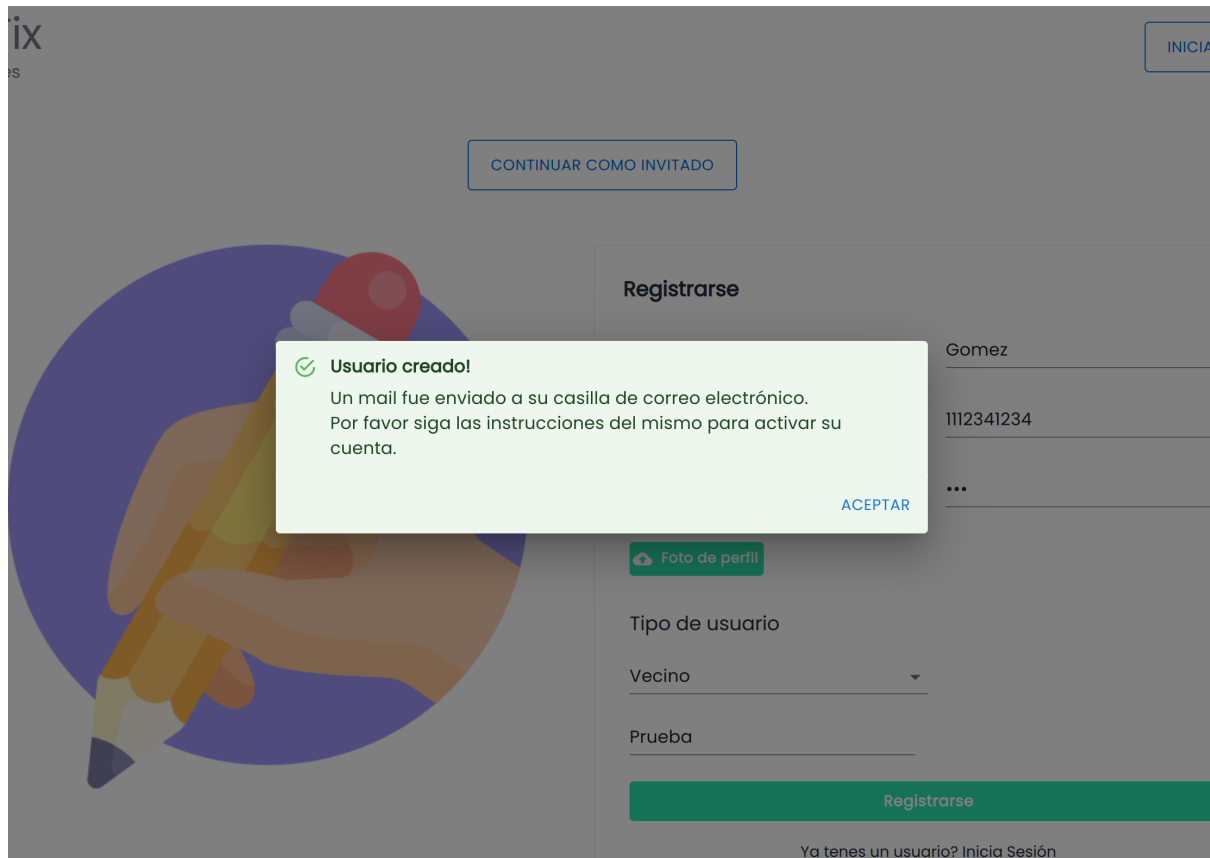 ix
es
INICIA
CONTINUAR COMO INVITADO
Registrarse
Gomez
1112341234
•••
Usuario creado!
Un mail fue enviado a su casilla de correo electrónico.
Por favor siga las instrucciones del mismo para activar su
cuenta.
ACEPTAR
Foto de perfil
Tipo de usuario
Vecino
Prueba
Registrarse
Ya tenes un usuario? Inicia Sesión